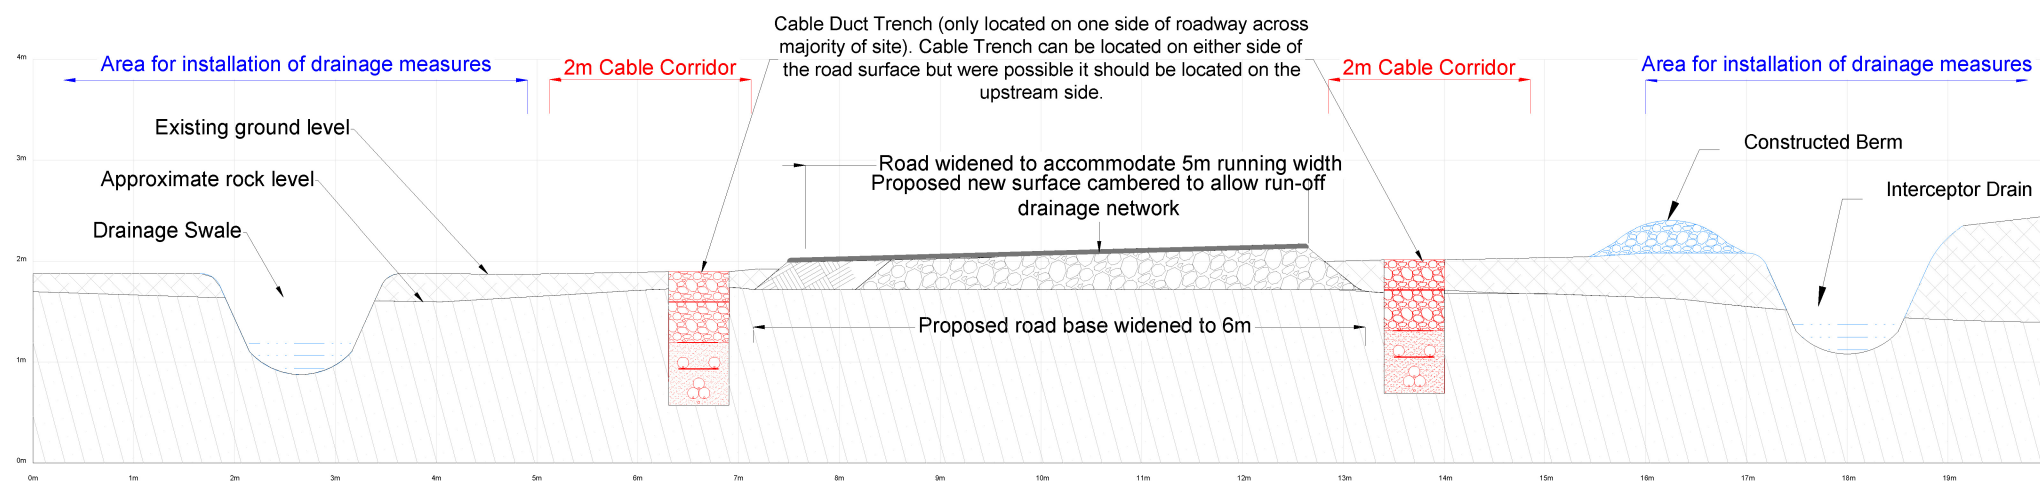 Cable Duct Trench (only located on one side of roadway across
majority of site). Cable Trench can be located on either side of
the road surface but were possible it should be located on the
upstream side.
4m
Area for installation of drainage measures
2m Cable Corridor
2m Cable Corridor
Area for installation of drainage measures
Existing ground level
Constructed Berm
3m
Road widened to accommodate 5m running width
Approximate rock level
Proposed new surface cambered to allow run-off
drainage network
Interceptor Drain
Drainage Swale
2m
Proposed road base widened to 6m
1m
0m
0m 1m 2m 3m 4m 5m 6m 7m 8m 9m 10m 11m 12m 13m 14m 15m 16m 17m 18m 19m